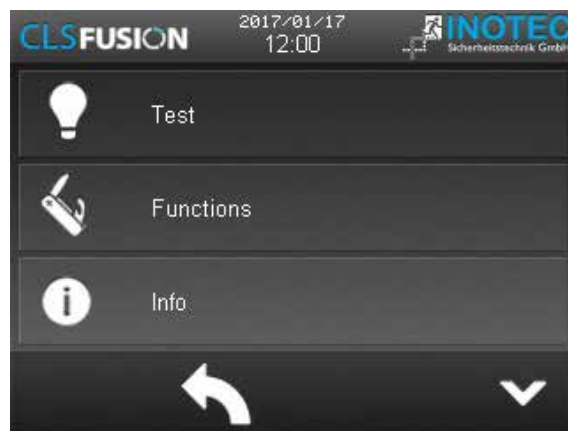 CLSFUSION
2017/01/17
12:00
INOTEC
Sicherheitstechnik GmbH
Test
Functions
Info